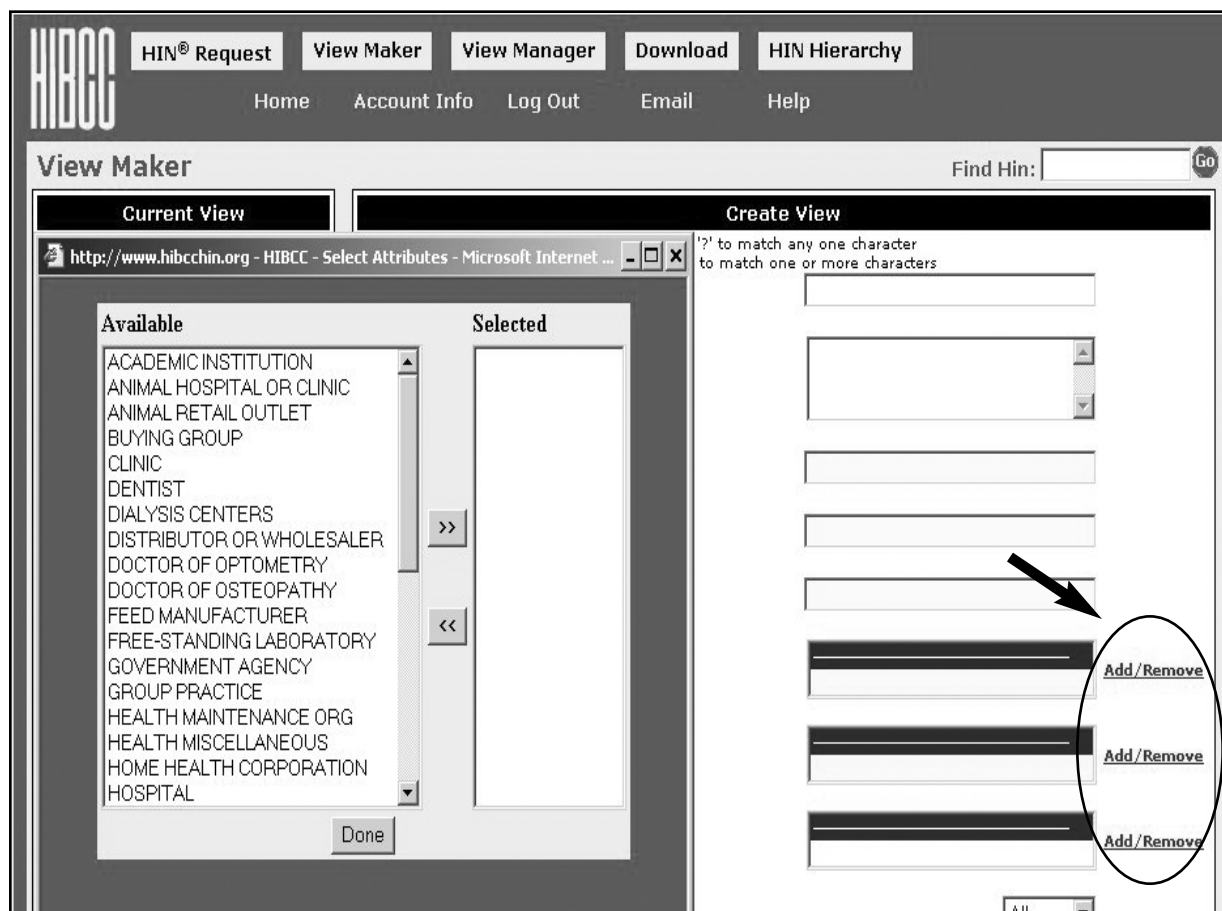 HIBCC
HIN® Request View Maker View Manager Download HIN Hierarchy
Home Account Info Log Out Email Help
View Maker
Find Hin: Go
Current View
Create View
'?' to match any one character
to match one or more characters
http://www.hibcchin.org - HIBCC - Select Attributes - Microsoft Internet ...
Available
Selected
ACADEMIC INSTITUTION
ANIMAL HOSPITAL OR CLINIC
ANIMAL RETAIL OUTLET
BUYING GROUP
CLINIC
DENTIST
DIALYSIS CENTERS
DISTRIBUTOR OR WHOLESALER
DOCTOR OF OPTOMETRY
DOCTOR OF OSTEOPATHY
FEED MANUFACTURER
FREE-STANDING LABORATORY
GOVERNMENT AGENCY
GROUP PRACTICE
HEALTH MAINTENANCE ORG
HEALTH MISCELLANEOUS
HOME HEALTH CORPORATION
HOSPITAL
>>
<<
Done
Add/Remove
Add/Remove
Add/Remove
All